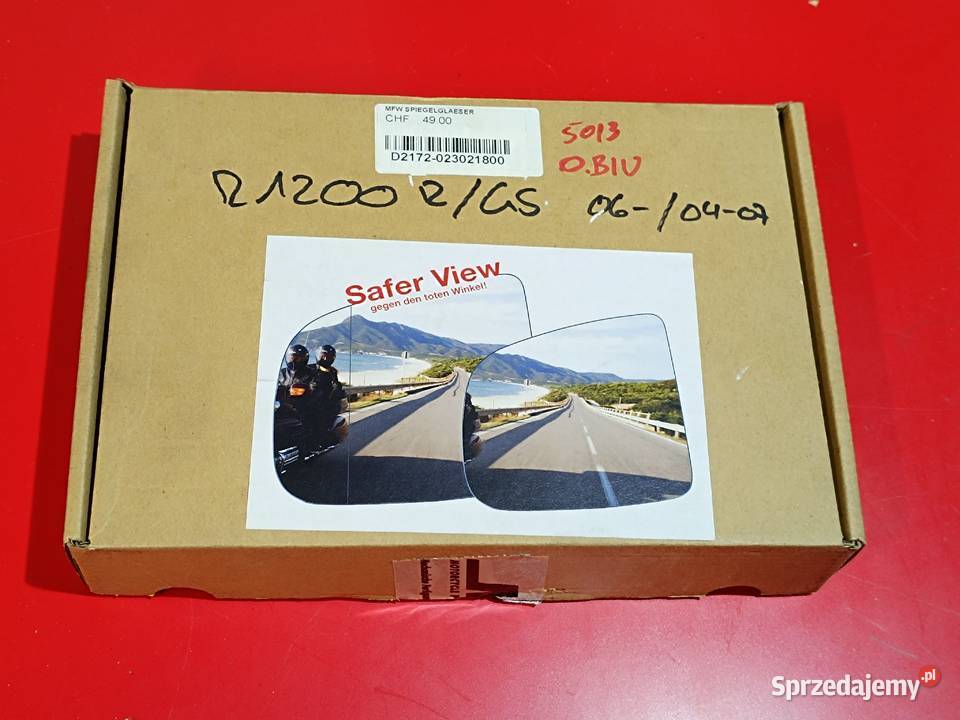 MFW SPIEGELGLAESER
CHF 49.00
D2172-023021800
5013
O.BIU
R1200 R/GS 06-/04-07
Safer View
gegen den toten Winkel!
MOTORCYCLE
Sprzedajemy.pl